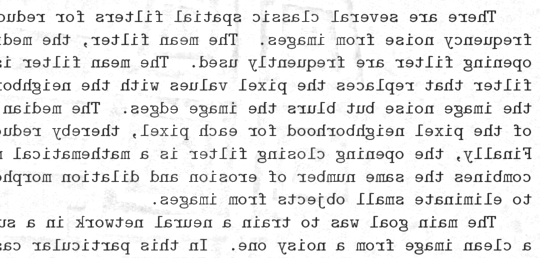 There are several classic spatial filters for reduc
frequency noise from images. The mean filter, the medi
opening filter are frequently used. The mean filter is
filter that replaces the pixel values with the neighbor
the image noise but blurs the image edges. The median
of the pixel neighborhood for each pixel, thereby reduc
Finally, the opening closing filter is a mathematical
combines the same number of erosion and dilation morpho
to eliminate small objects from images.
The main goal was to train a neural network in a su
a clean image from a noisy one. In this particular cas